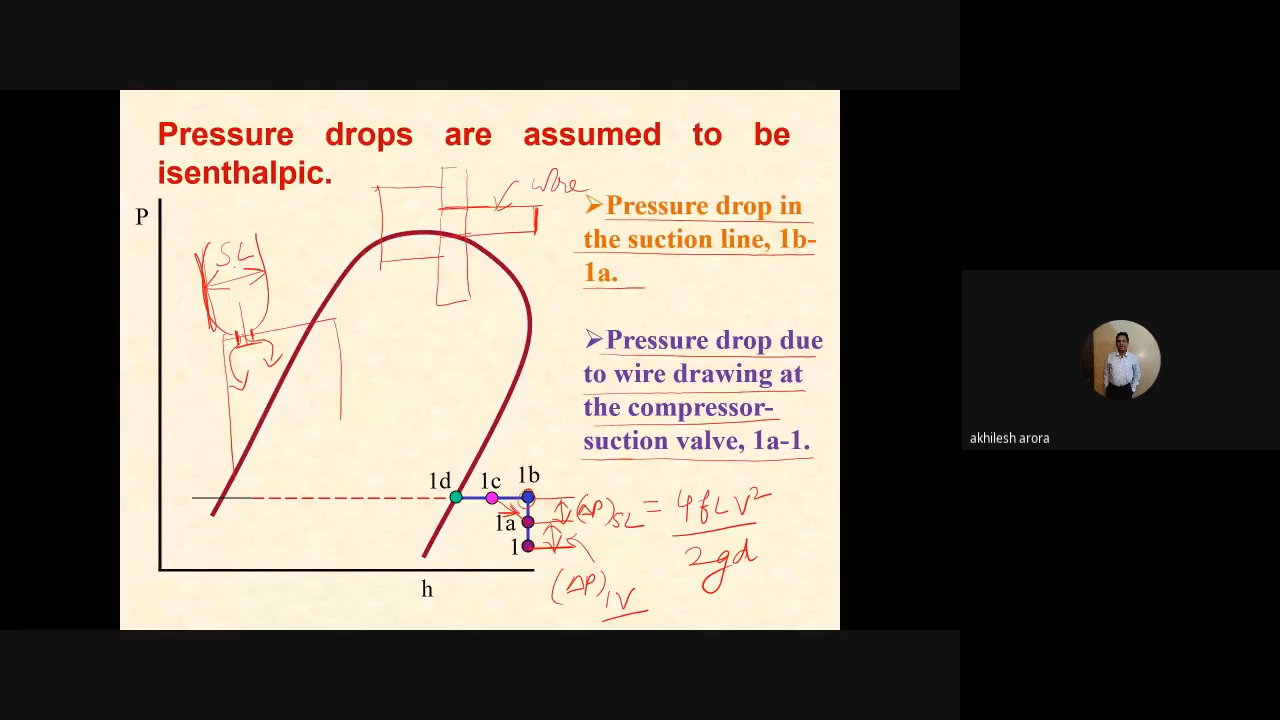 Pressure drops are assumed to be
isenthalpic.
P
SL
wire
➢Pressure drop in
the suction line, 1b-
1a.
➢Pressure drop due
to wire drawing at
the compressor-
suction valve, 1a-1.
1d
1c
1b
1a
1
(ΔP)SL = 4fLV²
2gd
(ΔP)IV
h
akhilesh arora